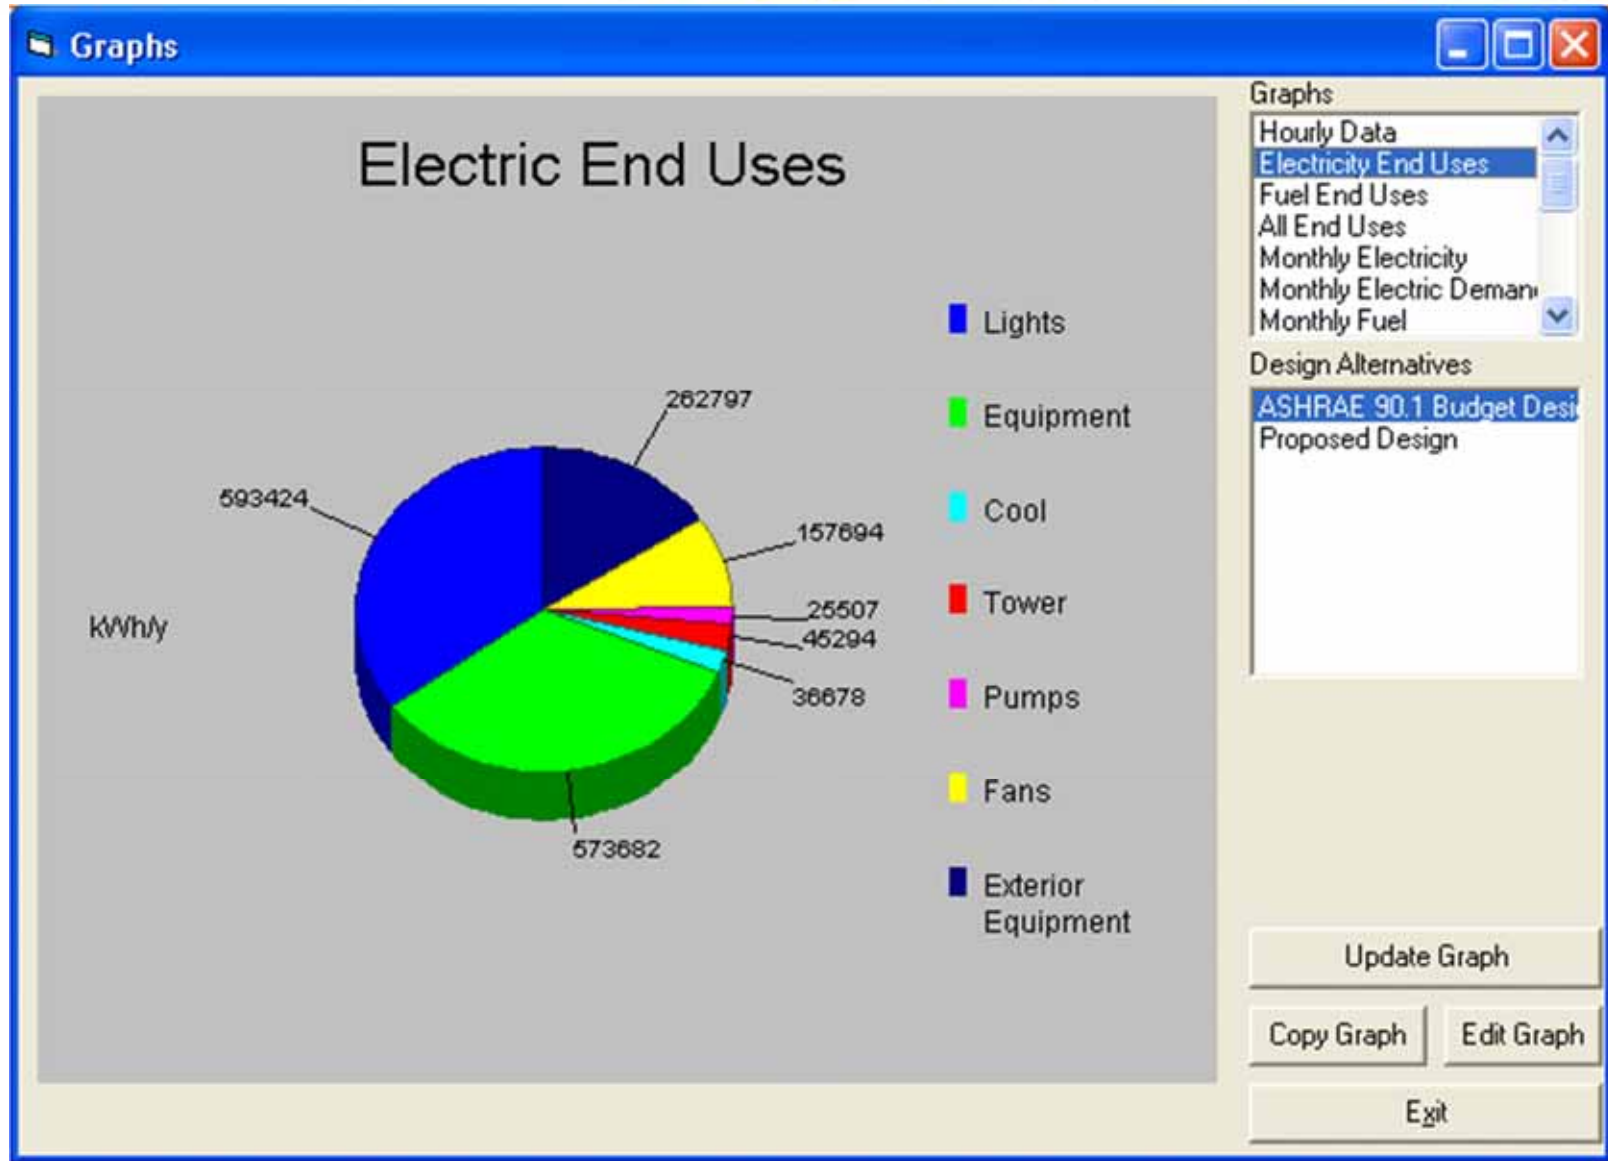 Graphs
Electric End Uses
262797
593424
157694
25507
45294
36678
573682
kWh/y
Lights
Equipment
Cool
Tower
Pumps
Fans
Exterior
Equipment
Graphs
Hourly Data
Electricity End Uses
Fuel End Uses
All End Uses
Monthly Electricity
Monthly Electric Deman
Monthly Fuel
Design Alternatives
ASHRAE 90.1 Budget Desi
Proposed Design
Update Graph
Copy Graph
Edit Graph
Exit